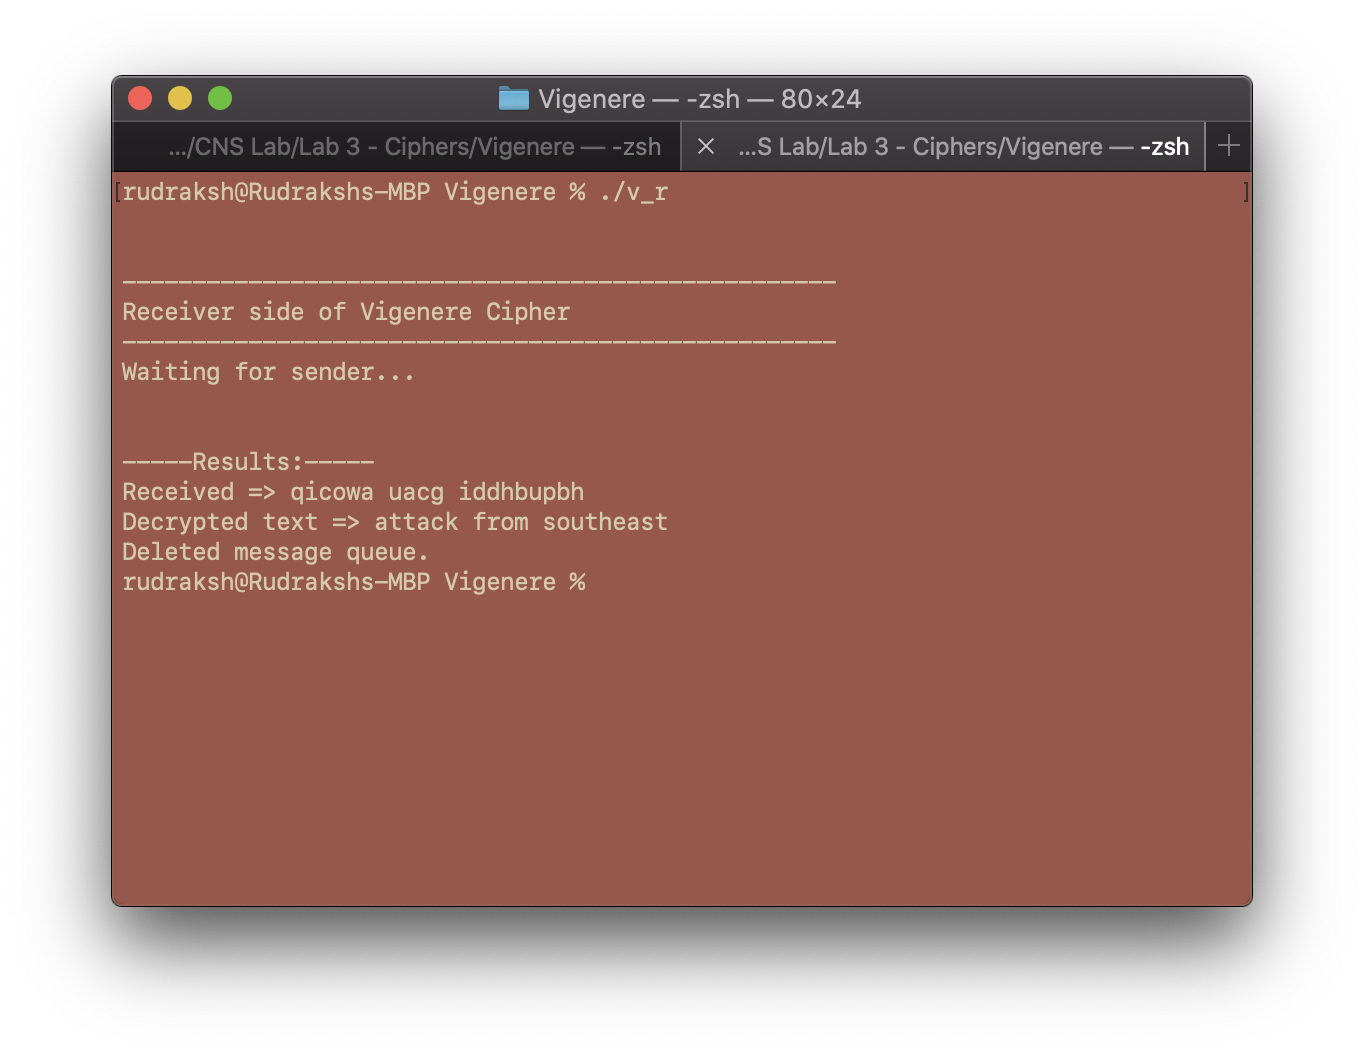 Vigenere — -zsh — 80×24
.../CNS Lab/Lab 3 - Ciphers/Vigenere — -zsh
...S Lab/Lab 3 - Ciphers/Vigenere — -zsh
[rudraksh@Rudrakshs-MBP Vigenere % ./v_r ]
---------------------------------------------------
Receiver side of Vigenere Cipher
---------------------------------------------------
Waiting for sender...
-----Results:-----
Received => qicowa uacg iddhbupbh
Decrypted text => attack from southeast
Deleted message queue.
rudraksh@Rudrakshs-MBP Vigenere %